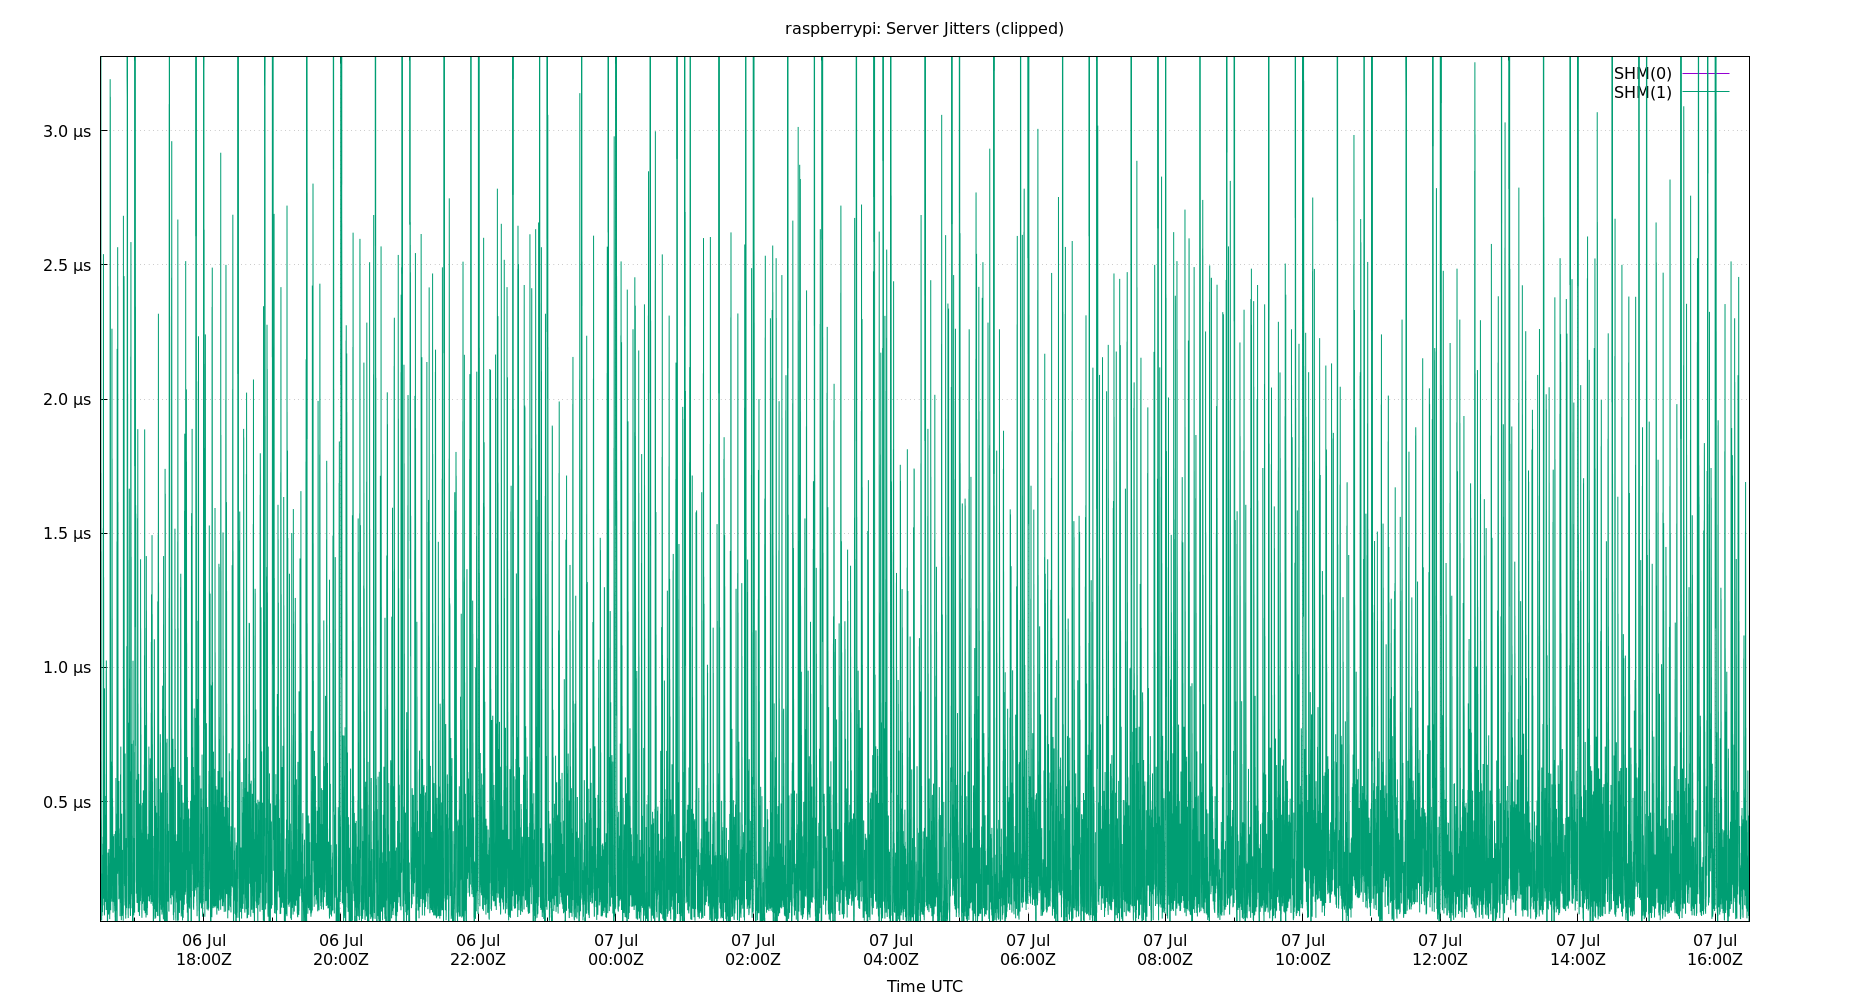 raspberrypi: Server Jitters (clipped)
SHM(0)
SHM(1)
3.0 µs
2.5 µs
2.0 µs
1.5 µs
1.0 µs
0.5 µs
06 Jul 06 Jul 06 Jul 07 Jul 07 Jul 07 Jul 07 Jul 07 Jul 07 Jul 07 Jul 07 Jul 07 Jul
18:00Z 20:00Z 22:00Z 00:00Z 02:00Z 04:00Z 06:00Z 08:00Z 10:00Z 12:00Z 14:00Z 16:00Z
Time UTC